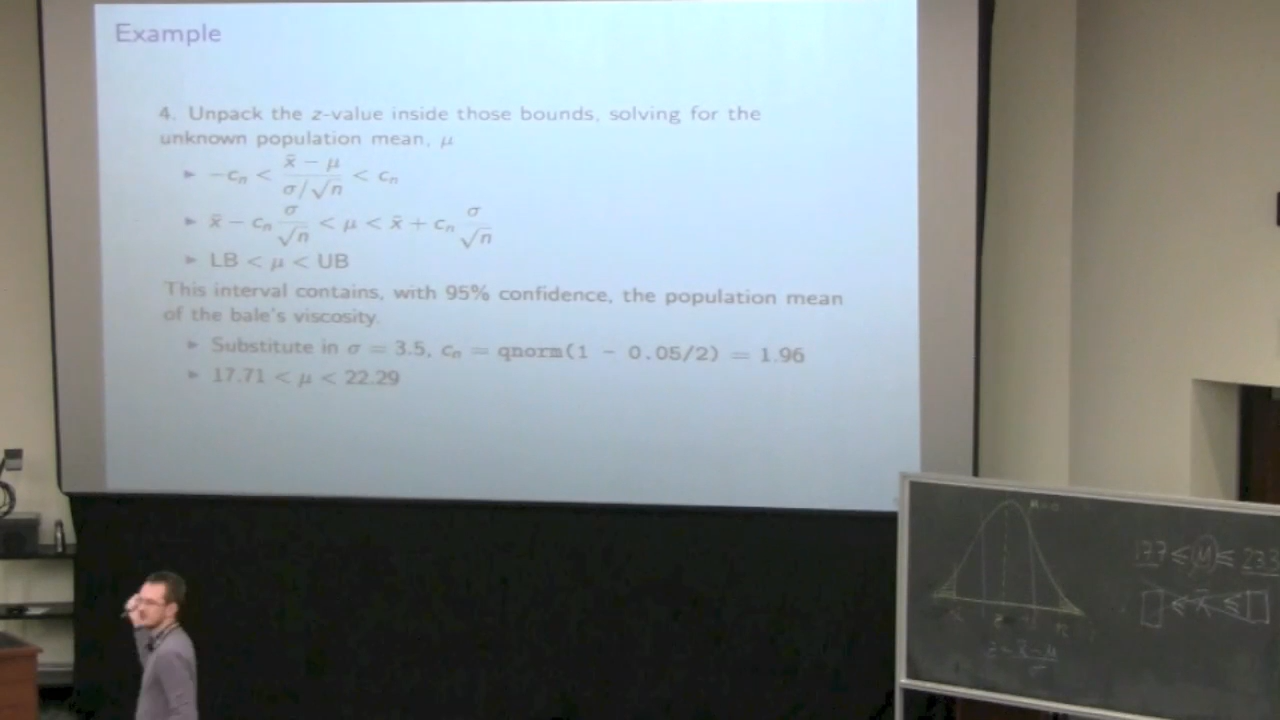 Example
4. Unpack the z-value inside those bounds, solving for the
unknown population mean, μ
► −cₙ < (x̄ − μ)/(σ/√n) < cₙ
► x̄ − cₙ σ/√n < μ < x̄ + cₙ σ/√n
► LB < μ < UB
This interval contains, with 95% confidence, the population mean
of the bale's viscosity.
► Substitute in σ = 3.5, cₙ = qnorm(1 - 0.05/2) = 1.96
► 17.71 < μ < 22.29